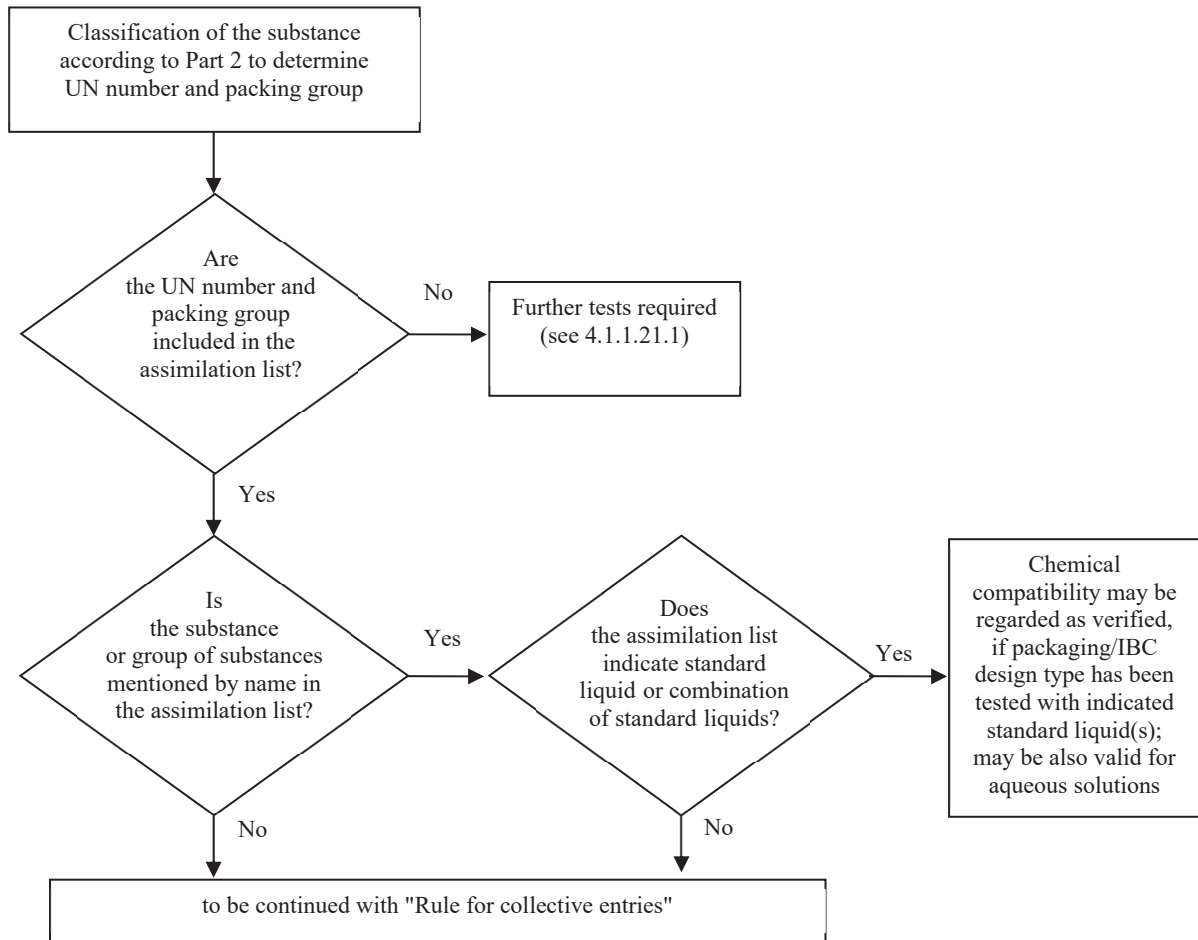 Classification of the substance
according to Part 2 to determine
UN number and packing group
Are
the UN number and
packing group
included in the
assimilation list?
No
Further tests required
(see 4.1.1.21.1)
Yes
Is
the substance
or group of substances
mentioned by name in
the assimilation list?
Yes
Does
the assimilation list
indicate standard
liquid or combination
of standard liquids?
Yes
Chemical
compatibility may be
regarded as verified,
if packaging/IBC
design type has been
tested with indicated
standard liquid(s);
may be also valid for
aqueous solutions
No
No
to be continued with "Rule for collective entries"